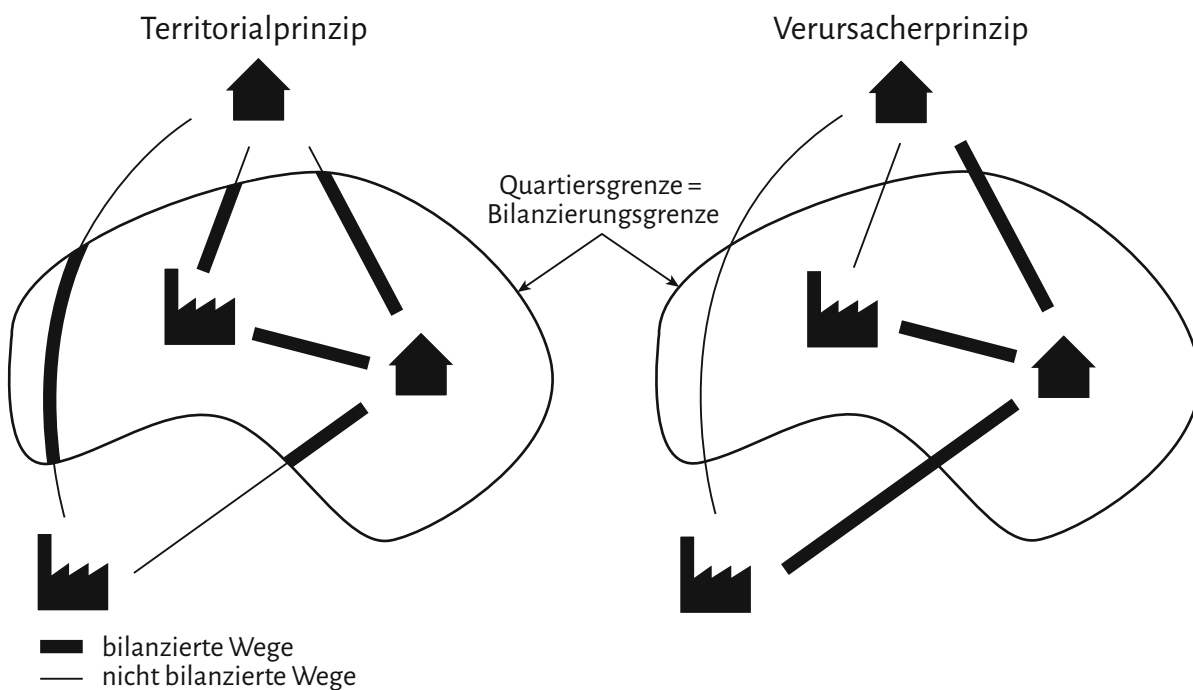 Territorialprinzip
Verursacherprinzip
Quartiersgrenze =
Bilanzierungsgrenze
bilanzierte Wege
nicht bilanzierte Wege